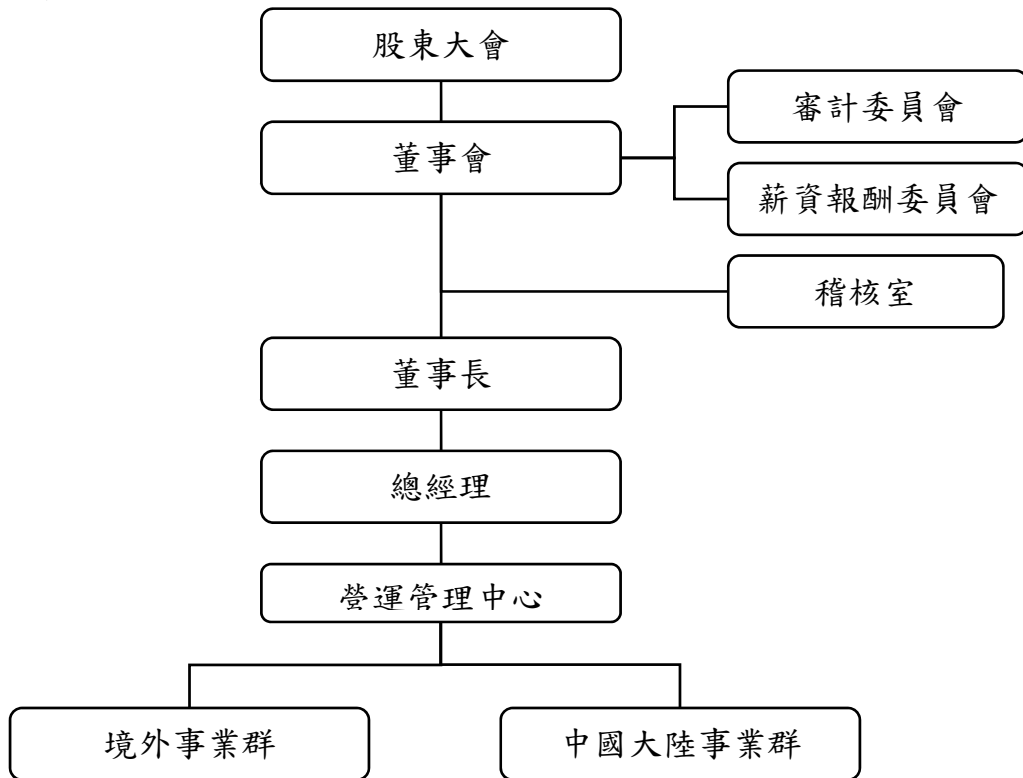 股東大會
審計委員會
董事會
薪資報酬委員會
稽核室
董事長
總經理
營運管理中心
境外事業群
中國大陸事業群